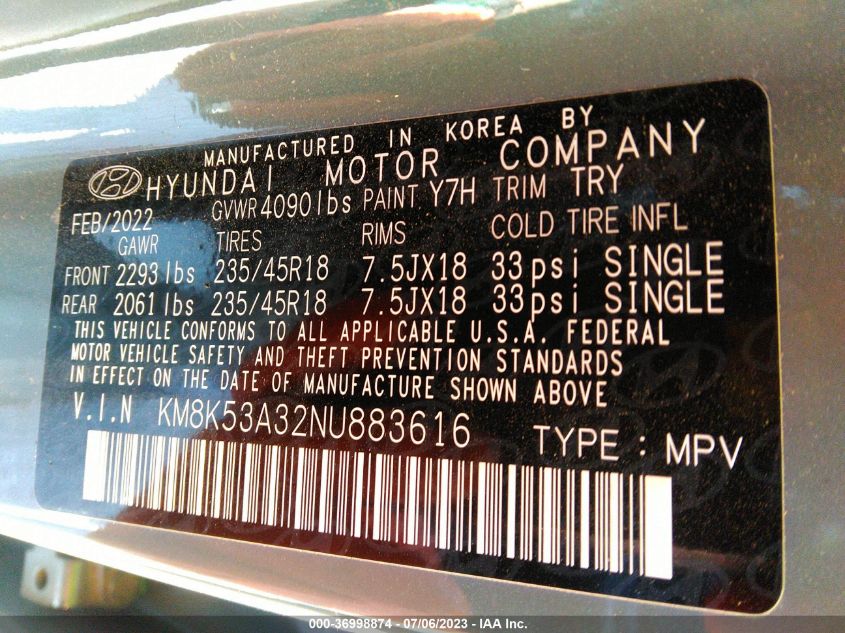 MANUFACTURED IN KOREA BY
HYUNDAI MOTOR COMPANY
FEB/2022 GVWR 4090 lbs PAINT Y7H TRIM TRY
GAWR TIRES RIMS COLD TIRE INFL
FRONT 2293 lbs 235/45R18 7.5JX18 33psi SINGLE
REAR 2061 lbs 235/45R18 7.5JX18 33psi SINGLE
THIS VEHICLE CONFORMS TO ALL APPLICABLE U.S.A. FEDERAL
MOTOR VEHICLE SAFETY AND THEFT PREVENTION STANDARDS
IN EFFECT ON THE DATE OF MANUFACTURE SHOWN ABOVE
V.I.N KM8K53A32NU883616
TYPE : MPV
000-36998874 - 07/06/2023 - IAA Inc.